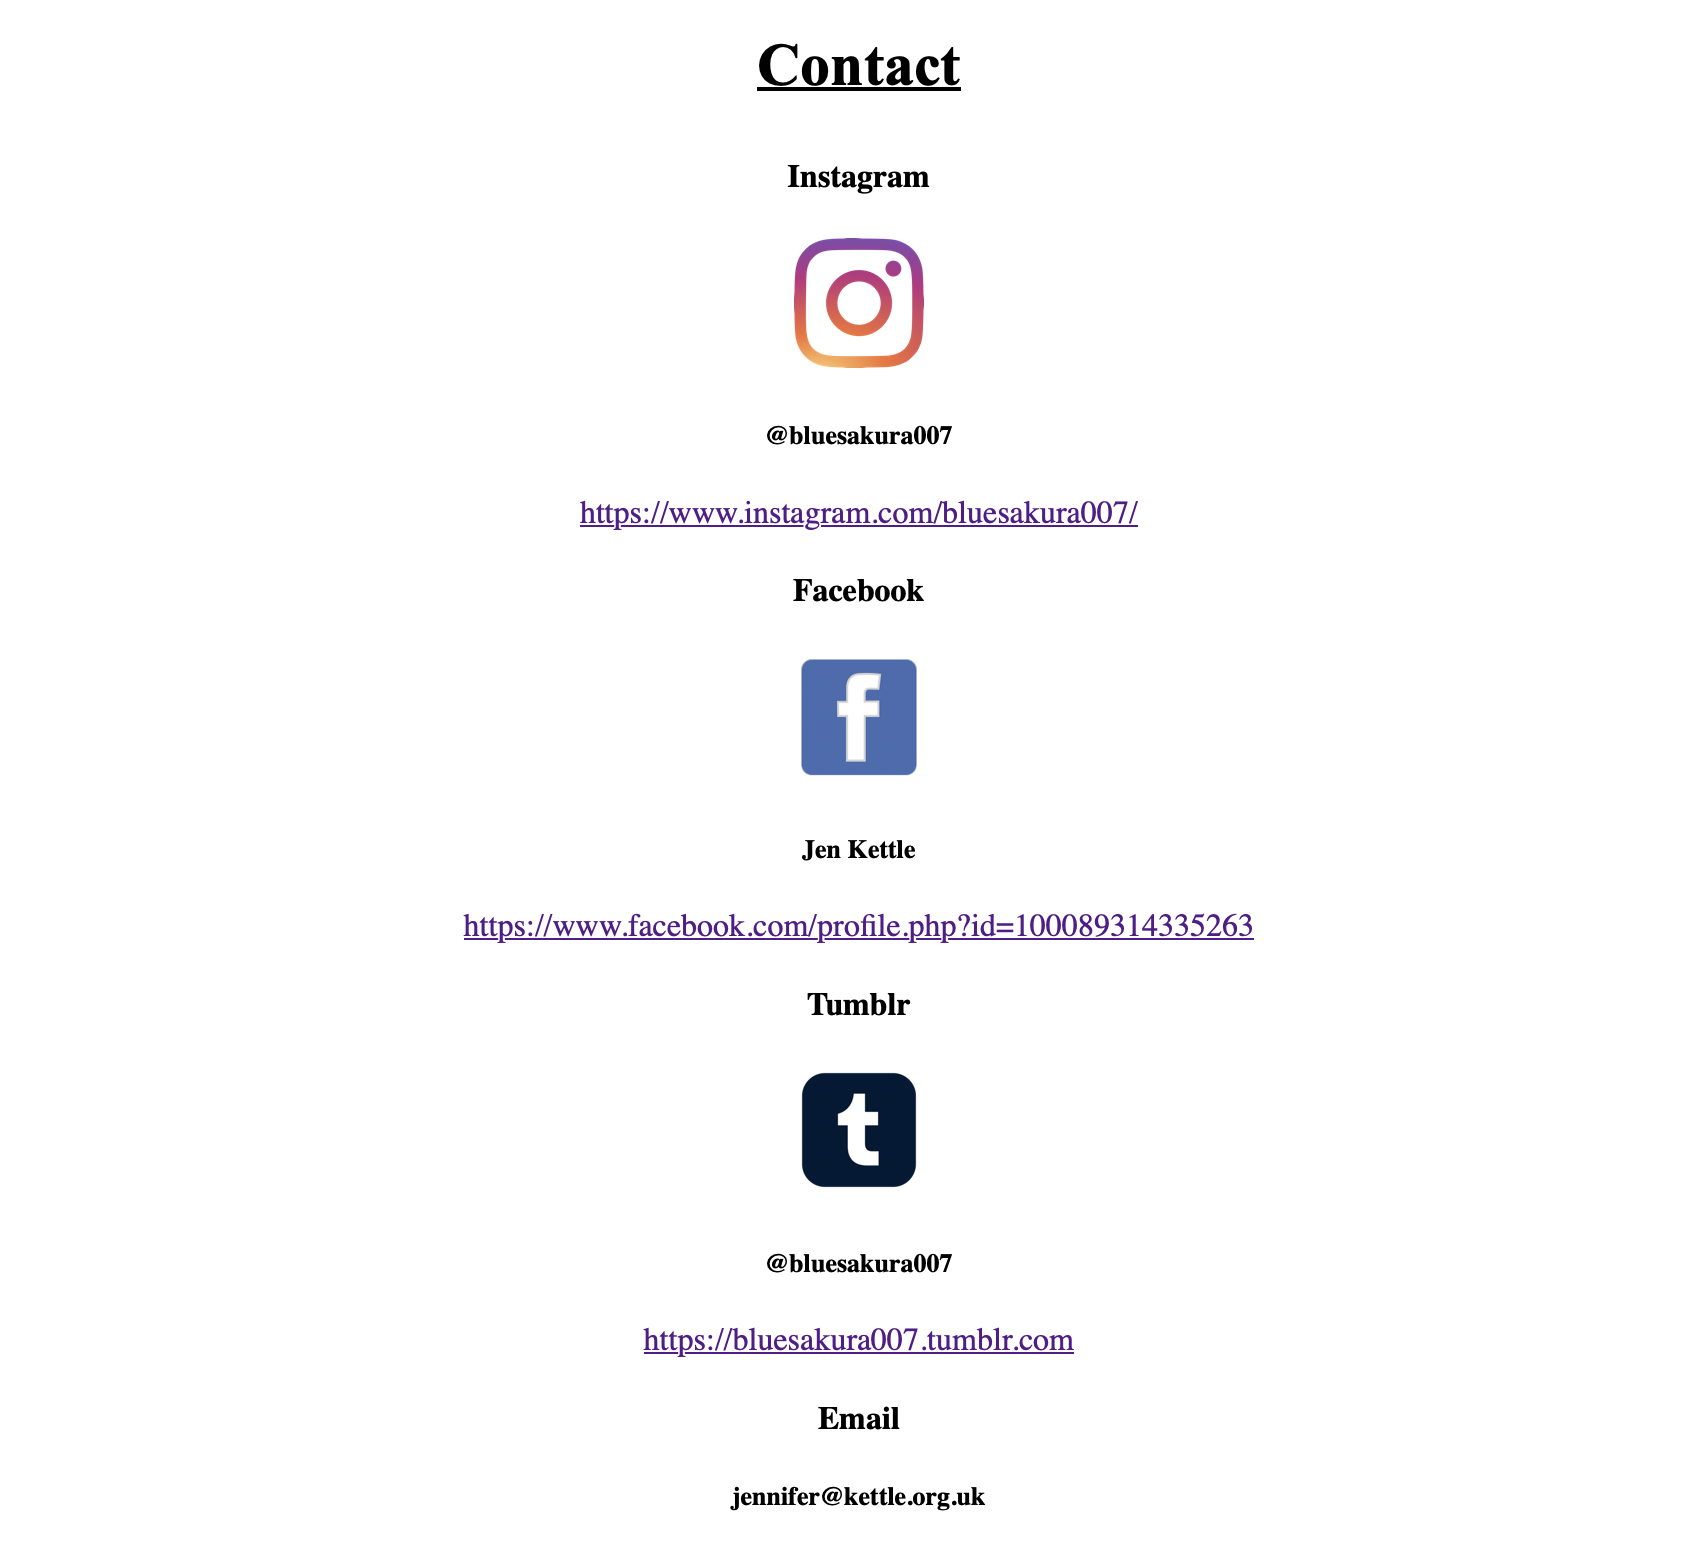 Contact
Instagram
@bluesakura007
https://www.instagram.com/bluesakura007/
Facebook
f
Jen Kettle
https://www.facebook.com/profile.php?id=100089314335263
Tumblr
t
@bluesakura007
https://bluesakura007.tumblr.com
Email
jennifer@kettle.org.uk